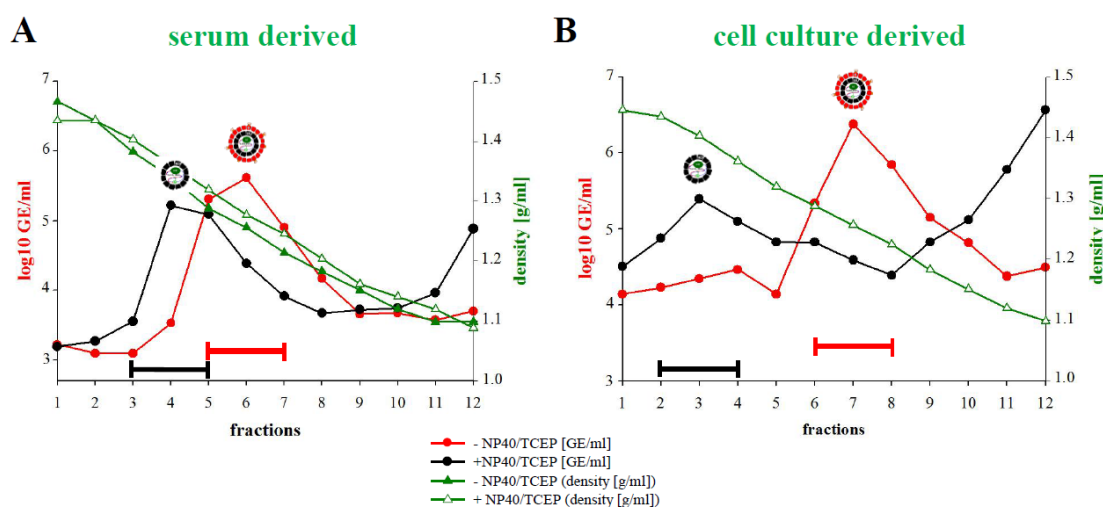 A
serum derived
B
cell culture derived
7
6
5
4
3
log10 GE/ml
1.5
1.4
1.3
1.2
1.1
1.0
density [g/ml]
1 2 3 4 5 6 7 8 9 10 11 12
fractions
7
6
5
4
3
log10 GE/ml
1.5
1.4
1.3
1.2
1.1
1.0
density [g/ml]
1 2 3 4 5 6 7 8 9 10 11 12
fractions
- NP40/TCEP [GE/ml]
+NP40/TCEP [GE/ml]
- NP40/TCEP (density [g/ml])
+ NP40/TCEP (density [g/ml])